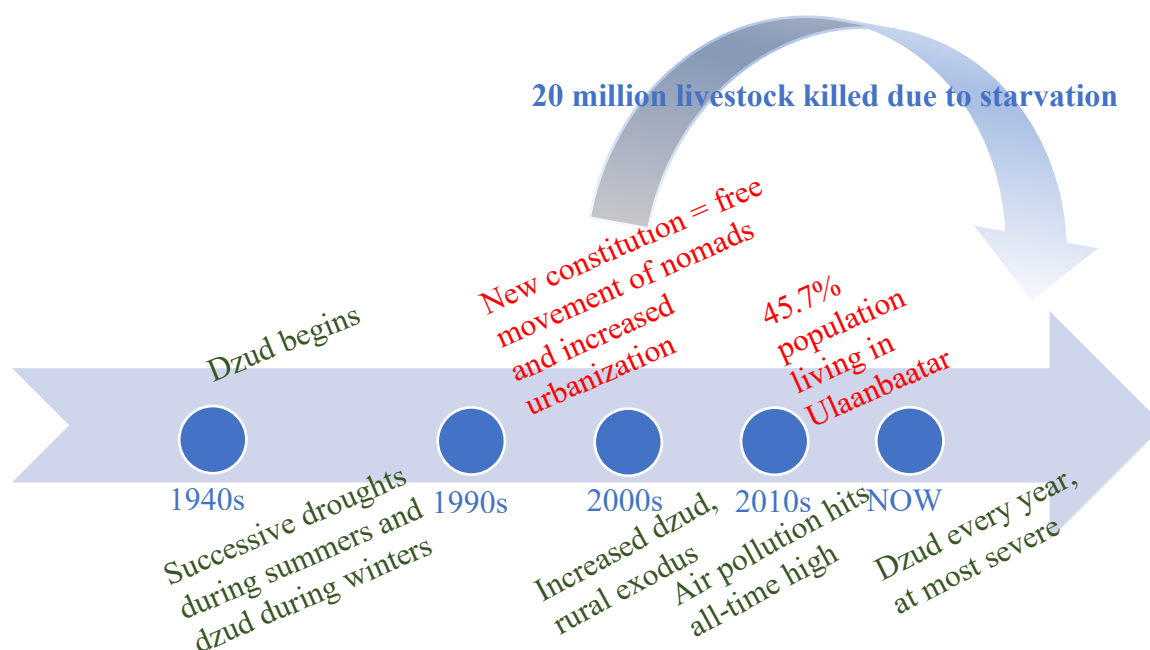 20 million livestock killed due to starvation
Dzud begins
New constitution = free
movement of nomads
and increased
urbanization
45.7%
population
living in
Ulaanbaatar
1940s
1990s
2000s
2010s
NOW
Successive droughts
during summers and
dzud during winters
Increased dzud,
rural exodus
Air pollution hits
all-time high
Dzud every year,
at most severe